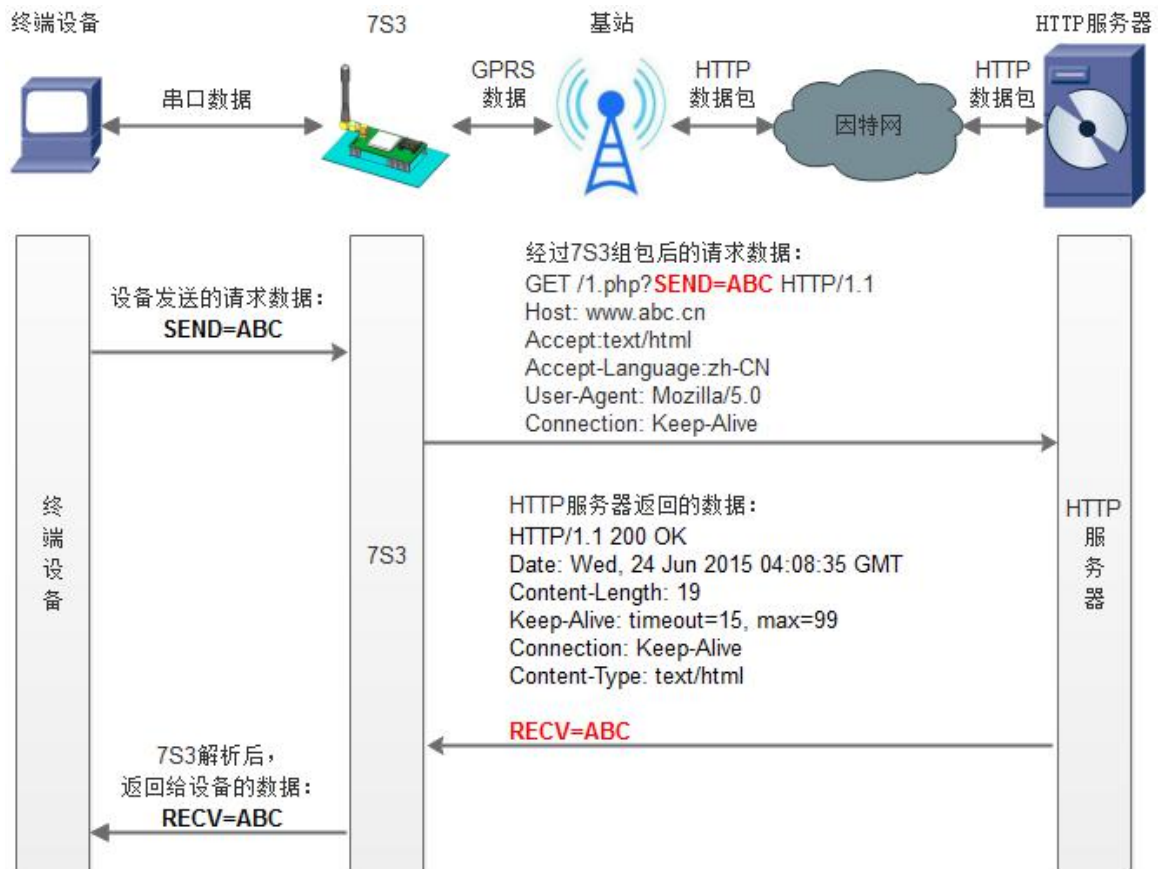 终端设备
7S3
基站
HTTP服务器
串口数据
GPRS
数据
HTTP
数据包
因特网
HTTP
数据包
设备发送的请求数据：
SEND=ABC
经过7S3组包后的请求数据：
GET /1.php?SEND=ABC HTTP/1.1
Host: www.abc.cn
Accept:text/html
Accept-Language:zh-CN
User-Agent: Mozilla/5.0
Connection: Keep-Alive
终
端
设
备
7S3
HTTP
服
务
器
HTTP服务器返回的数据：
HTTP/1.1 200 OK
Date: Wed, 24 Jun 2015 04:08:35 GMT
Content-Length: 19
Keep-Alive: timeout=15, max=99
Connection: Keep-Alive
Content-Type: text/html
RECV=ABC
7S3解析后，
返回给设备的数据：
RECV=ABC